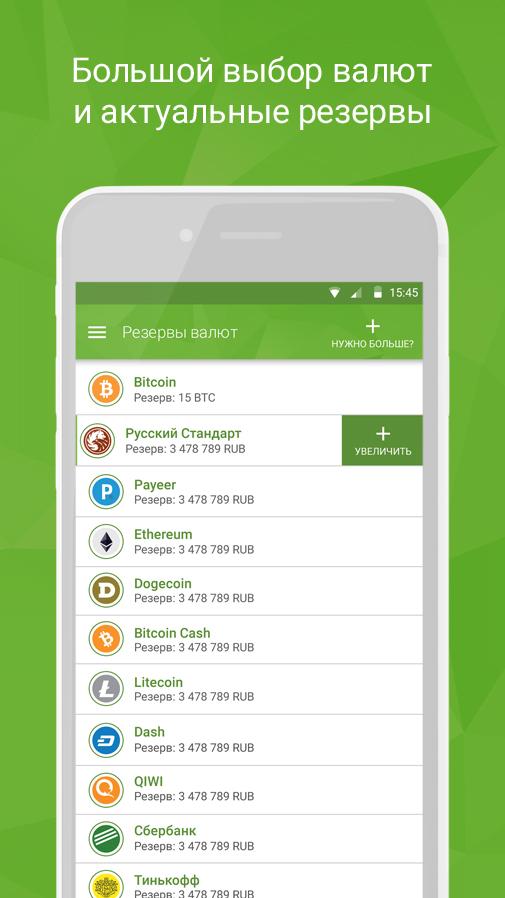 Большой выбор валют
и актуальные резервы
15:45
Резервы валют
+
НУЖНО БОЛЬШЕ?
Bitcoin
Резерв: 15 BTC
Русский Стандарт
Резерв: 3 478 789 RUB
+
УВЕЛИЧИТЬ
Payeer
Резерв: 3 478 789 RUB
Ethereum
Резерв: 3 478 789 RUB
Dogecoin
Резерв: 3 478 789 RUB
Bitcoin Cash
Резерв: 3 478 789 RUB
Litecoin
Резерв: 3 478 789 RUB
Dash
Резерв: 3 478 789 RUB
QIWI
Резерв: 3 478 789 RUB
Сбербанк
Резерв: 3 478 789 RUB
Тинькофф
Резерв: 3 478 789 RUB